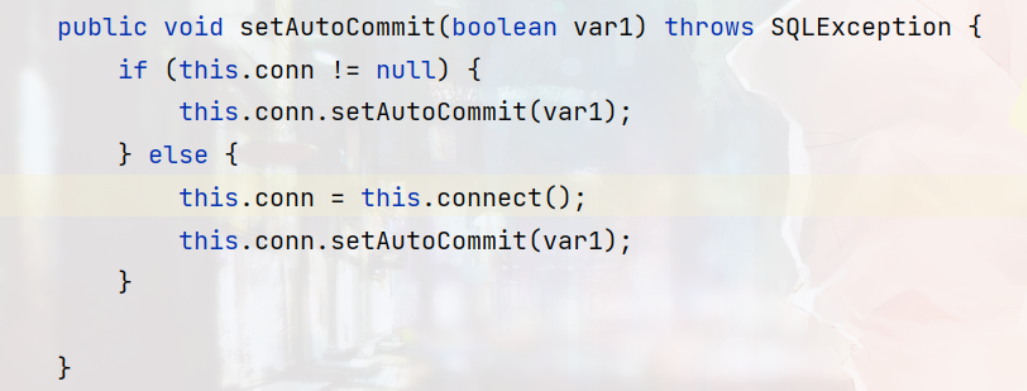 public void setAutoCommit(boolean var1) throws SQLException {
    if (this.conn != null) {
        this.conn.setAutoCommit(var1);
    } else {
        this.conn = this.connect();
        this.conn.setAutoCommit(var1);
    }
}